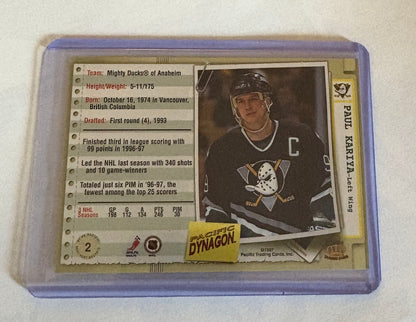 Team: Mighty Ducks® of Anaheim
Height/Weight: 5-11/175
Born: October 16, 1974 in Vancouver,
British Columbia
Drafted: First round (4), 1993
Finished third in league scoring with
99 points in 1996-97
Led the NHL last season with 340 shots
and 10 game-winners
Totaled just six PIM in '96-97, the
fewest among the top 25 scorers
3 NHL Seasons
GP G A PTS PIM
198 112 134 246 30
2
PACIFIC
DYNAGON
C
PAUL KARIYA-Left Wing
©1997
Pacific Trading Cards, Inc.